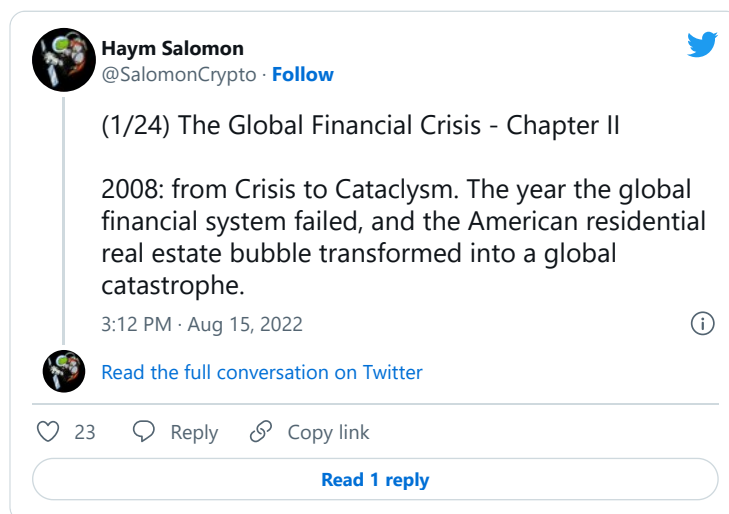 Haym Salomon
@SalomonCrypto · Follow
(1/24) The Global Financial Crisis - Chapter II
2008: from Crisis to Cataclysm. The year the global
financial system failed, and the American residential
real estate bubble transformed into a global
catastrophe.
3:12 PM · Aug 15, 2022
Read the full conversation on Twitter
23 Reply Copy link
Read 1 reply